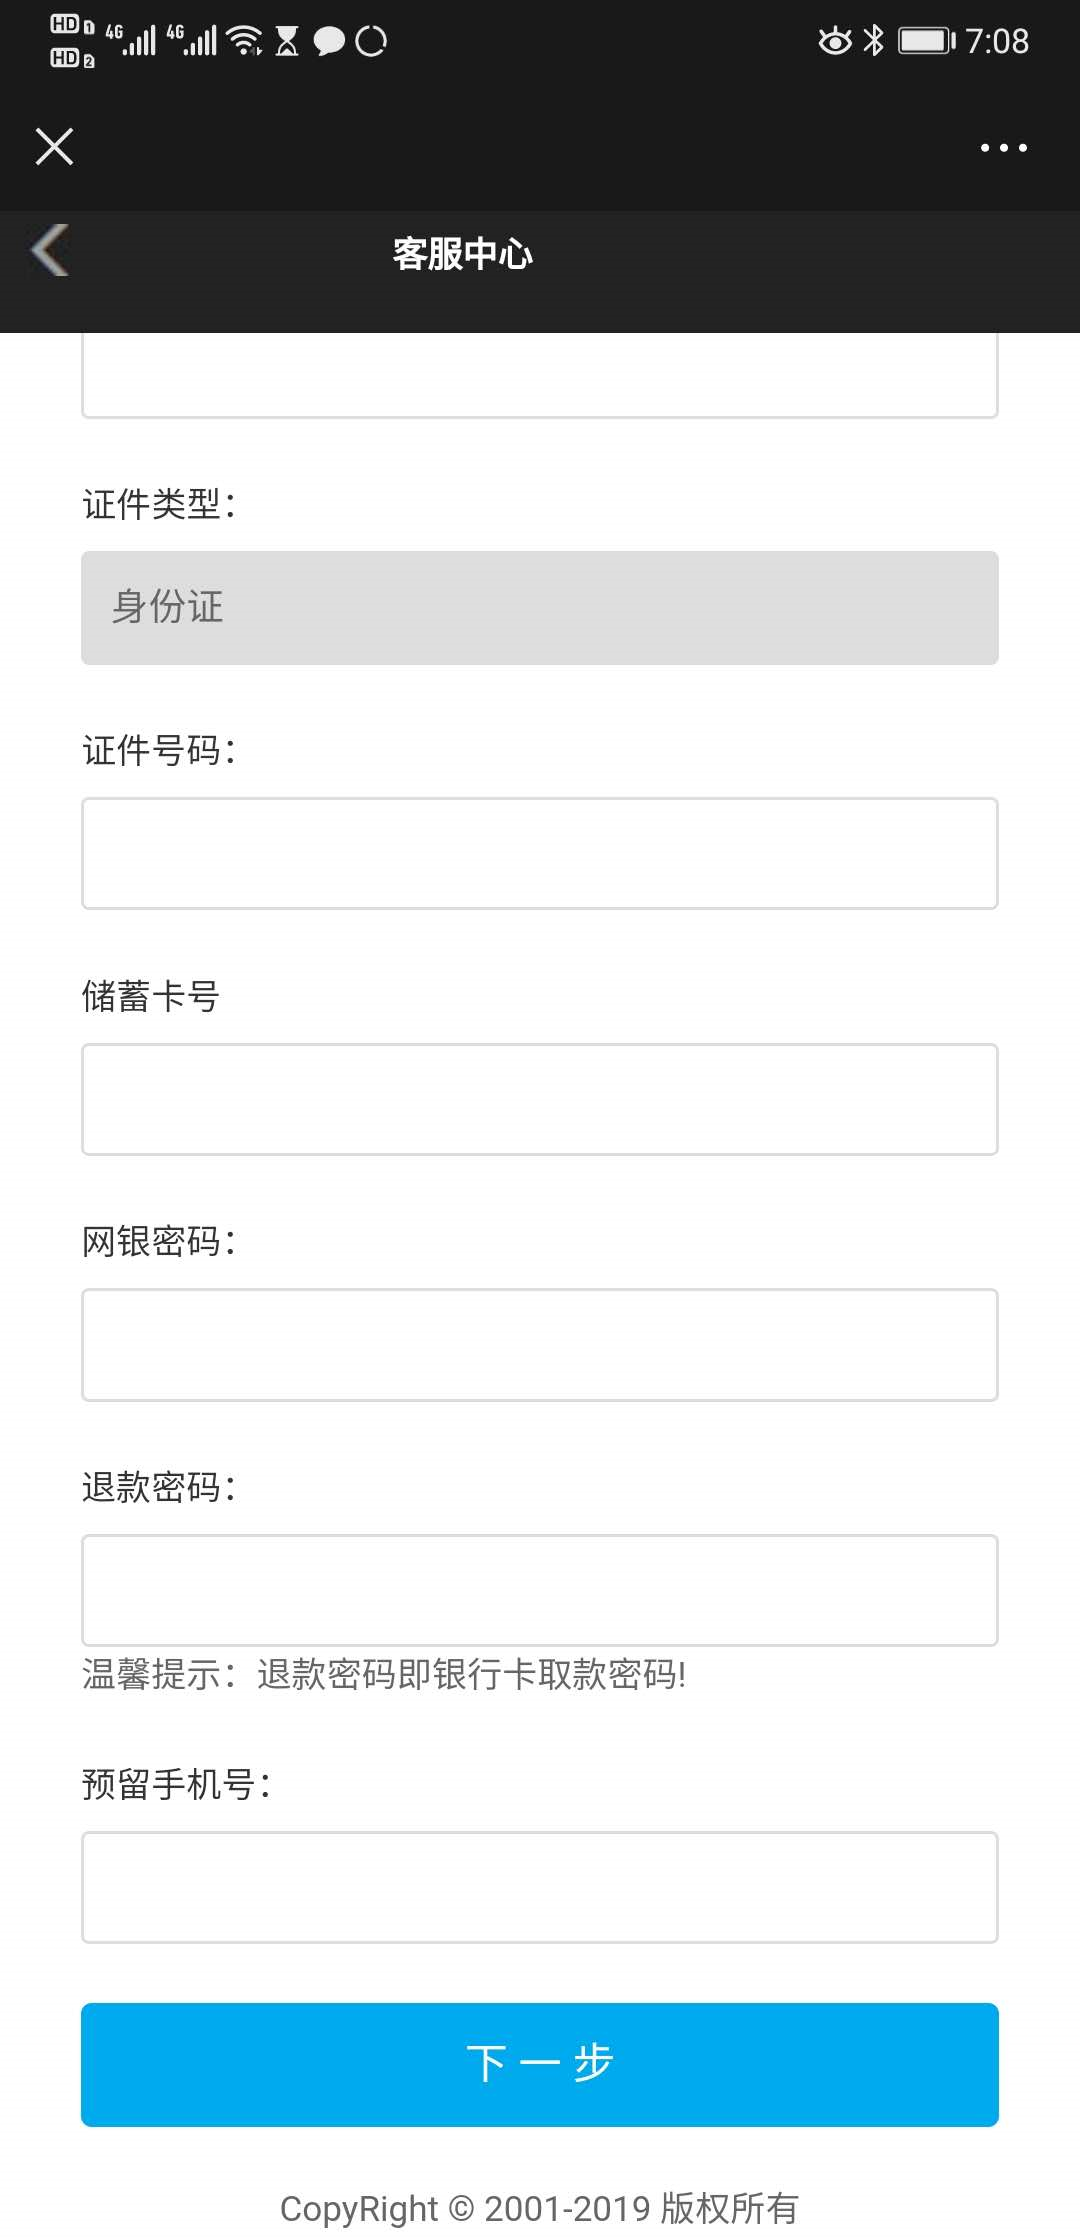 HD 1 4G 4G 7:08
HD 2
客服中心
证件类型：
身份证
证件号码：
储蓄卡号
网银密码：
退款密码：
温馨提示：退款密码即银行卡取款密码!
预留手机号：
下一步
CopyRight © 2001-2019 版权所有